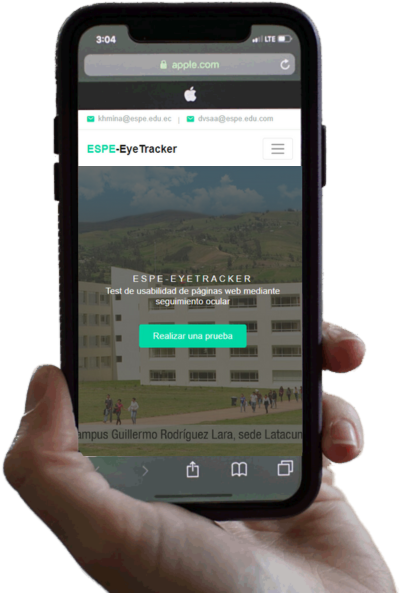 3:04
LTE
apple.com
khmina@espe.edu.ec | dvsaa@espe.edu.com
ESPE-EyeTracker
ESPE-EYETRACKER
Test de usabilidad de páginas web mediante
seguimiento ocular
Realizar una prueba
ampus Guillermo Rodríguez Lara, sede Latacun